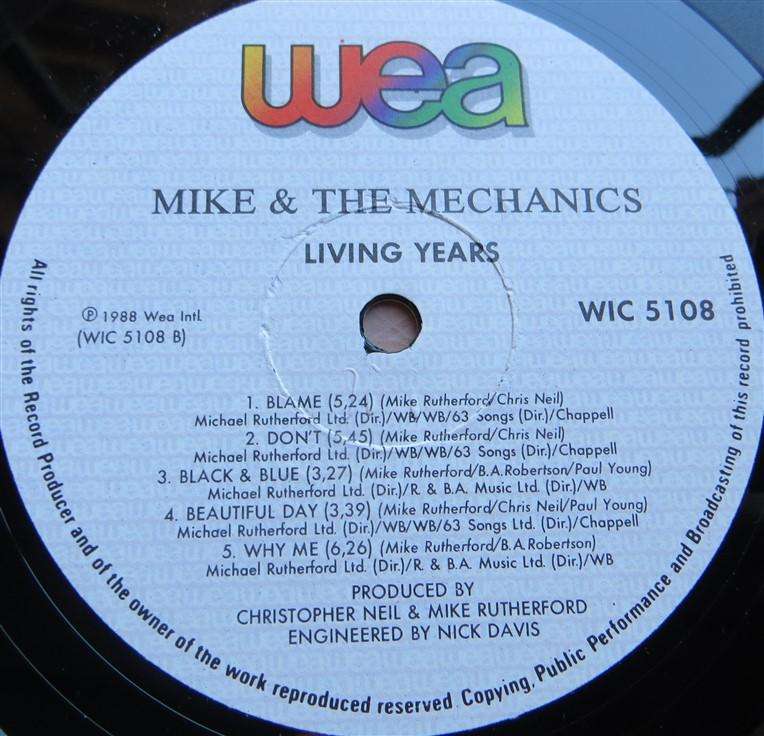 wea
MIKE & THE MECHANICS
LIVING YEARS
Ⓟ 1988 Wea Intl.
(WIC 5108 B)
WIC 5108
1. BLAME (5,24) (Mike Rutherford/Chris Neil)
Michael Rutherford Ltd. (Dir.)/WB/WB/63 Songs (Dir.)/Chappell
2. DON'T (5,45) (Mike Rutherford/Chris Neil)
Michael Rutherford Ltd. (Dir.)/WB/WB/63 Songs (Dir.)/Chappell
3. BLACK & BLUE (3,27) (Mike Rutherford/B.A.Robertson/Paul Young)
Michael Rutherford Ltd. (Dir.)/R. & B.A. Music Ltd. (Dir.)/WB
4. BEAUTIFUL DAY (3,39) (Mike Rutherford/Chris Neil/Paul Young)
Michael Rutherford Ltd. (Dir.)/WB/WB/63 Songs Ltd. (Dir.)/Chappell
5. WHY ME (6,26) (Mike Rutherford/B.A.Robertson)
Michael Rutherford Ltd. (Dir.)/R. & B.A. Music Ltd. (Dir.)/WB
PRODUCED BY
CHRISTOPHER NEIL & MIKE RUTHERFORD
ENGINEERED BY NICK DAVIS
All rights of the Record Producer and of the owner of the work reproduced reserved. Copying, Public Performance and Broadcasting of this record prohibited